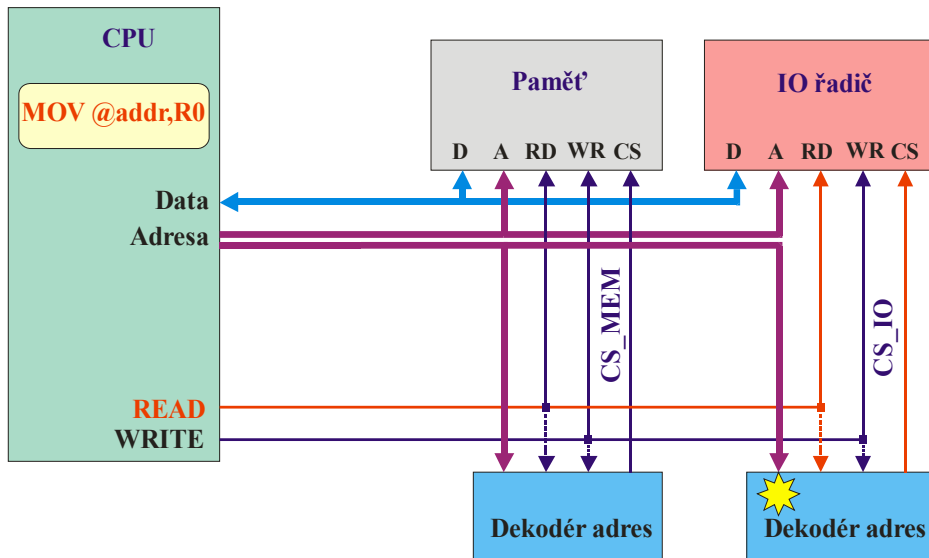 CPU
MOV @addr,R0
Data
Adresa
READ
WRITE
Paměť
D A RD WR CS
IO řadič
D A RD WR CS
CS_MEM
CS_IO
Dekodér adres
Dekodér adres